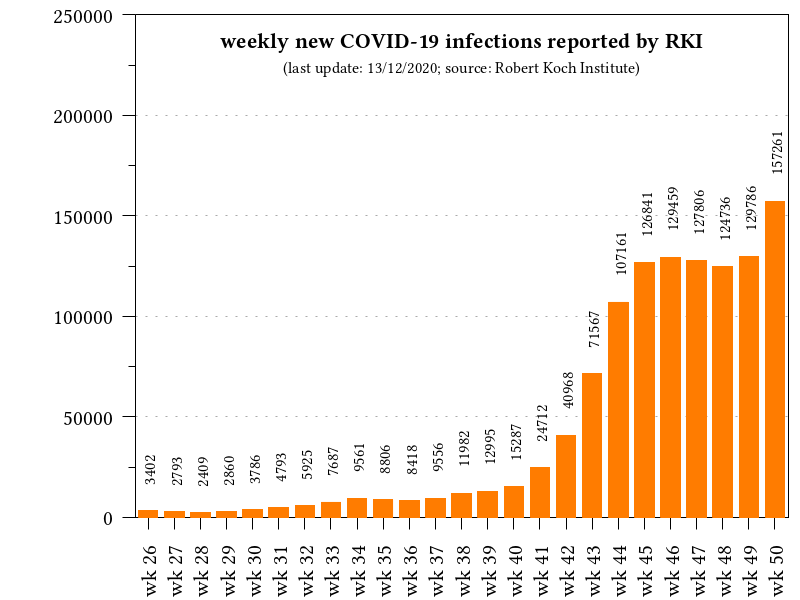 weekly new COVID-19 infections reported by RKI
(last update: 13/12/2020; source: Robert Koch Institute)
250000
200000
150000
100000
50000
0
3402
2793
2409
2860
3786
4793
5925
7687
9561
8806
8418
9556
11982
12995
15287
24712
40968
71567
107161
126841
129459
127806
124736
129786
157261
wk 26
wk 27
wk 28
wk 29
wk 30
wk 31
wk 32
wk 33
wk 34
wk 35
wk 36
wk 37
wk 38
wk 39
wk 40
wk 41
wk 42
wk 43
wk 44
wk 45
wk 46
wk 47
wk 48
wk 49
wk 50